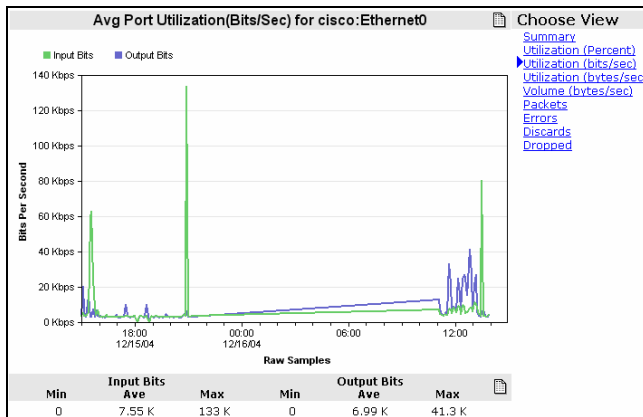 Avg Port Utilization(Bits/Sec) for cisco:Ethernet0
Input Bits Output Bits
140 Kbps
120 Kbps
100 Kbps
80 Kbps
60 Kbps
40 Kbps
20 Kbps
0 Kbps
Bits Per Second
18:00 00:00 06:00 12:00
12/15/04 12/16/04
Raw Samples
Input Bits Output Bits
Min Ave Max Min Ave Max
0 7.55 K 133 K 0 6.99 K 41.3 K
Choose View
Summary
Utilization (Percent)
Utilization (bits/sec)
Utilization (bytes/sec
Volume (bytes/sec)
Packets
Errors
Discards
Dropped